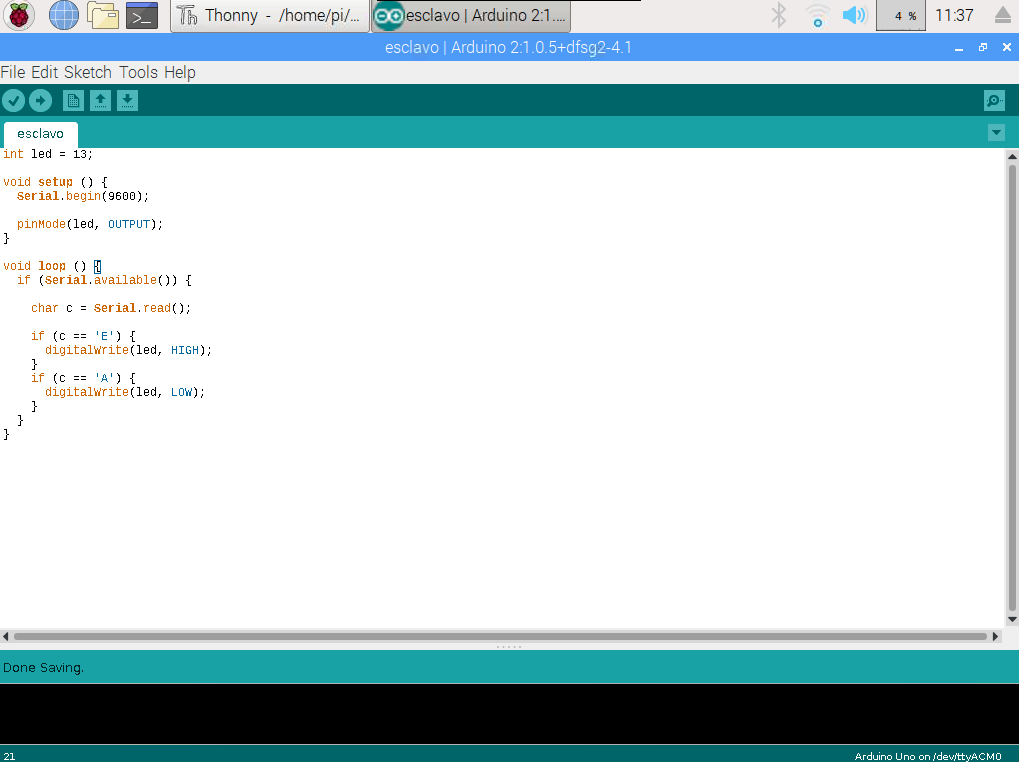 Thonny - /home/pi/...
esclavo | Arduino 2:1....
4 %
11:37
esclavo | Arduino 2:1.0.5+dfsg2-4.1
File Edit Sketch Tools Help
esclavo
int led = 13;
void setup () {
  Serial.begin(9600);
  pinMode(led, OUTPUT);
}
void loop () {
  if (Serial.available()) {
    char c = Serial.read();
    if (c == 'E') {
      digitalWrite(led, HIGH);
    }
    if (c == 'A') {
      digitalWrite(led, LOW);
    }
  }
}
Done Saving.
21
Arduino Uno on /dev/ttyACM0